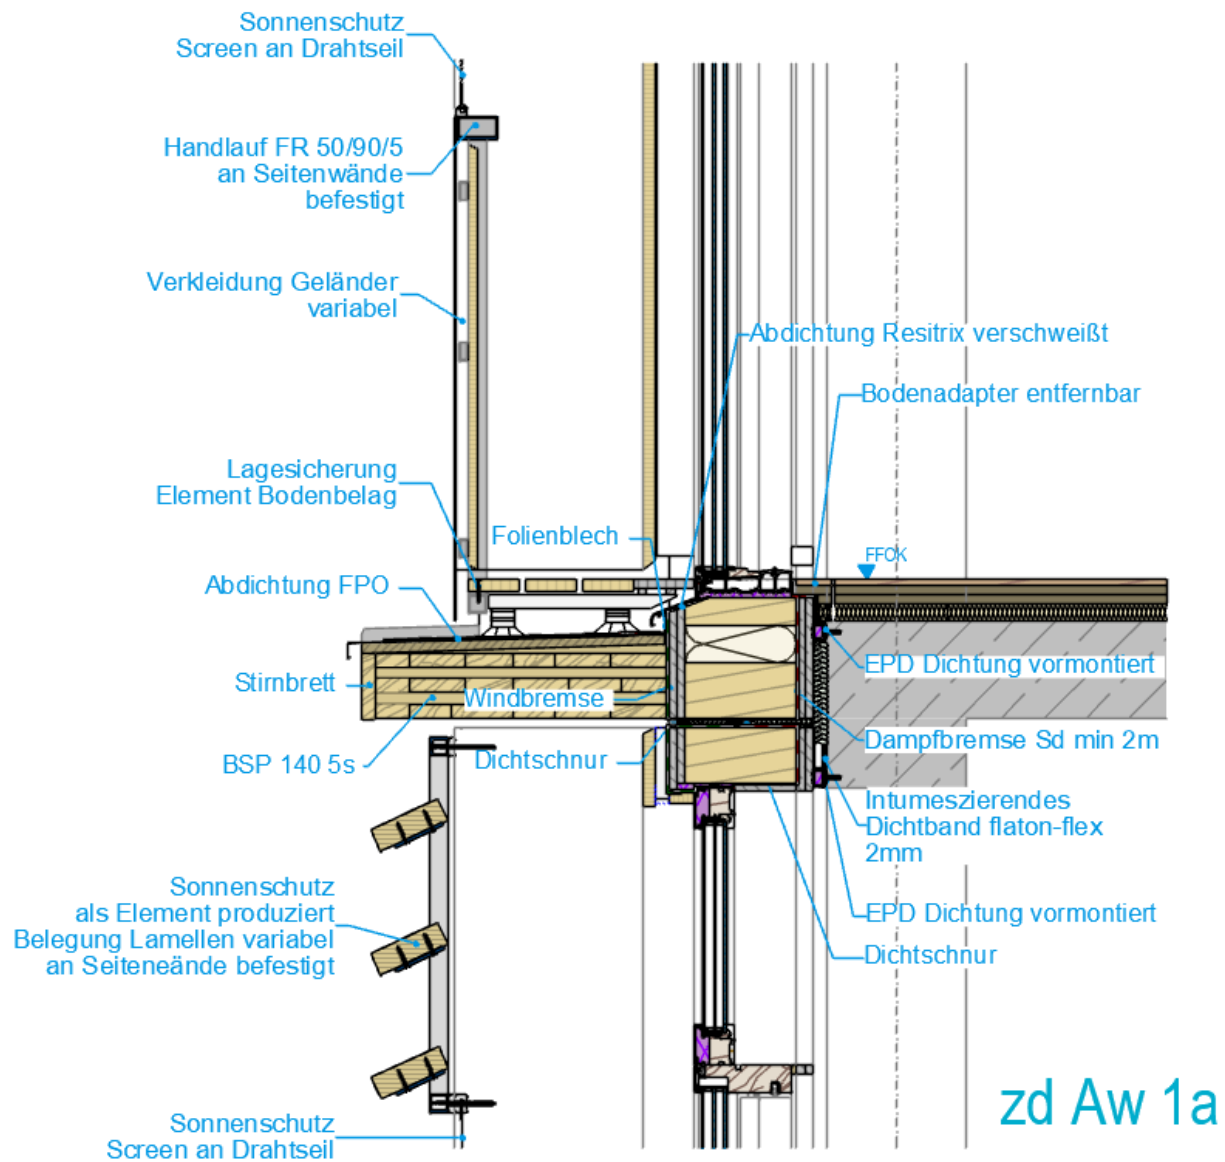 Sonnenschutz
Screen an Drahtseil
Handlauf FR 50/90/5
an Seitenwände
befestigt
Verkleidung Geländer
variabel
Abdichtung Resitrix verschweißt
Bodenadapter entfernbar
Lagesicherung
Element Bodenbelag
Folienblech
FFOK
Abdichtung FPO
EPD Dichtung vormontiert
Stirnbrett
Windbremse
Dampfbremse Sd min 2m
BSP 140 5s
Dichtschnur
Intumeszierendes
Dichtband flaton-flex
2mm
Sonnenschutz
als Element produziert
Belegung Lamellen variabel
an Seiteneände befestigt
EPD Dichtung vormontiert
Dichtschnur
zd Aw 1a
Sonnenschutz
Screen an Drahtseil